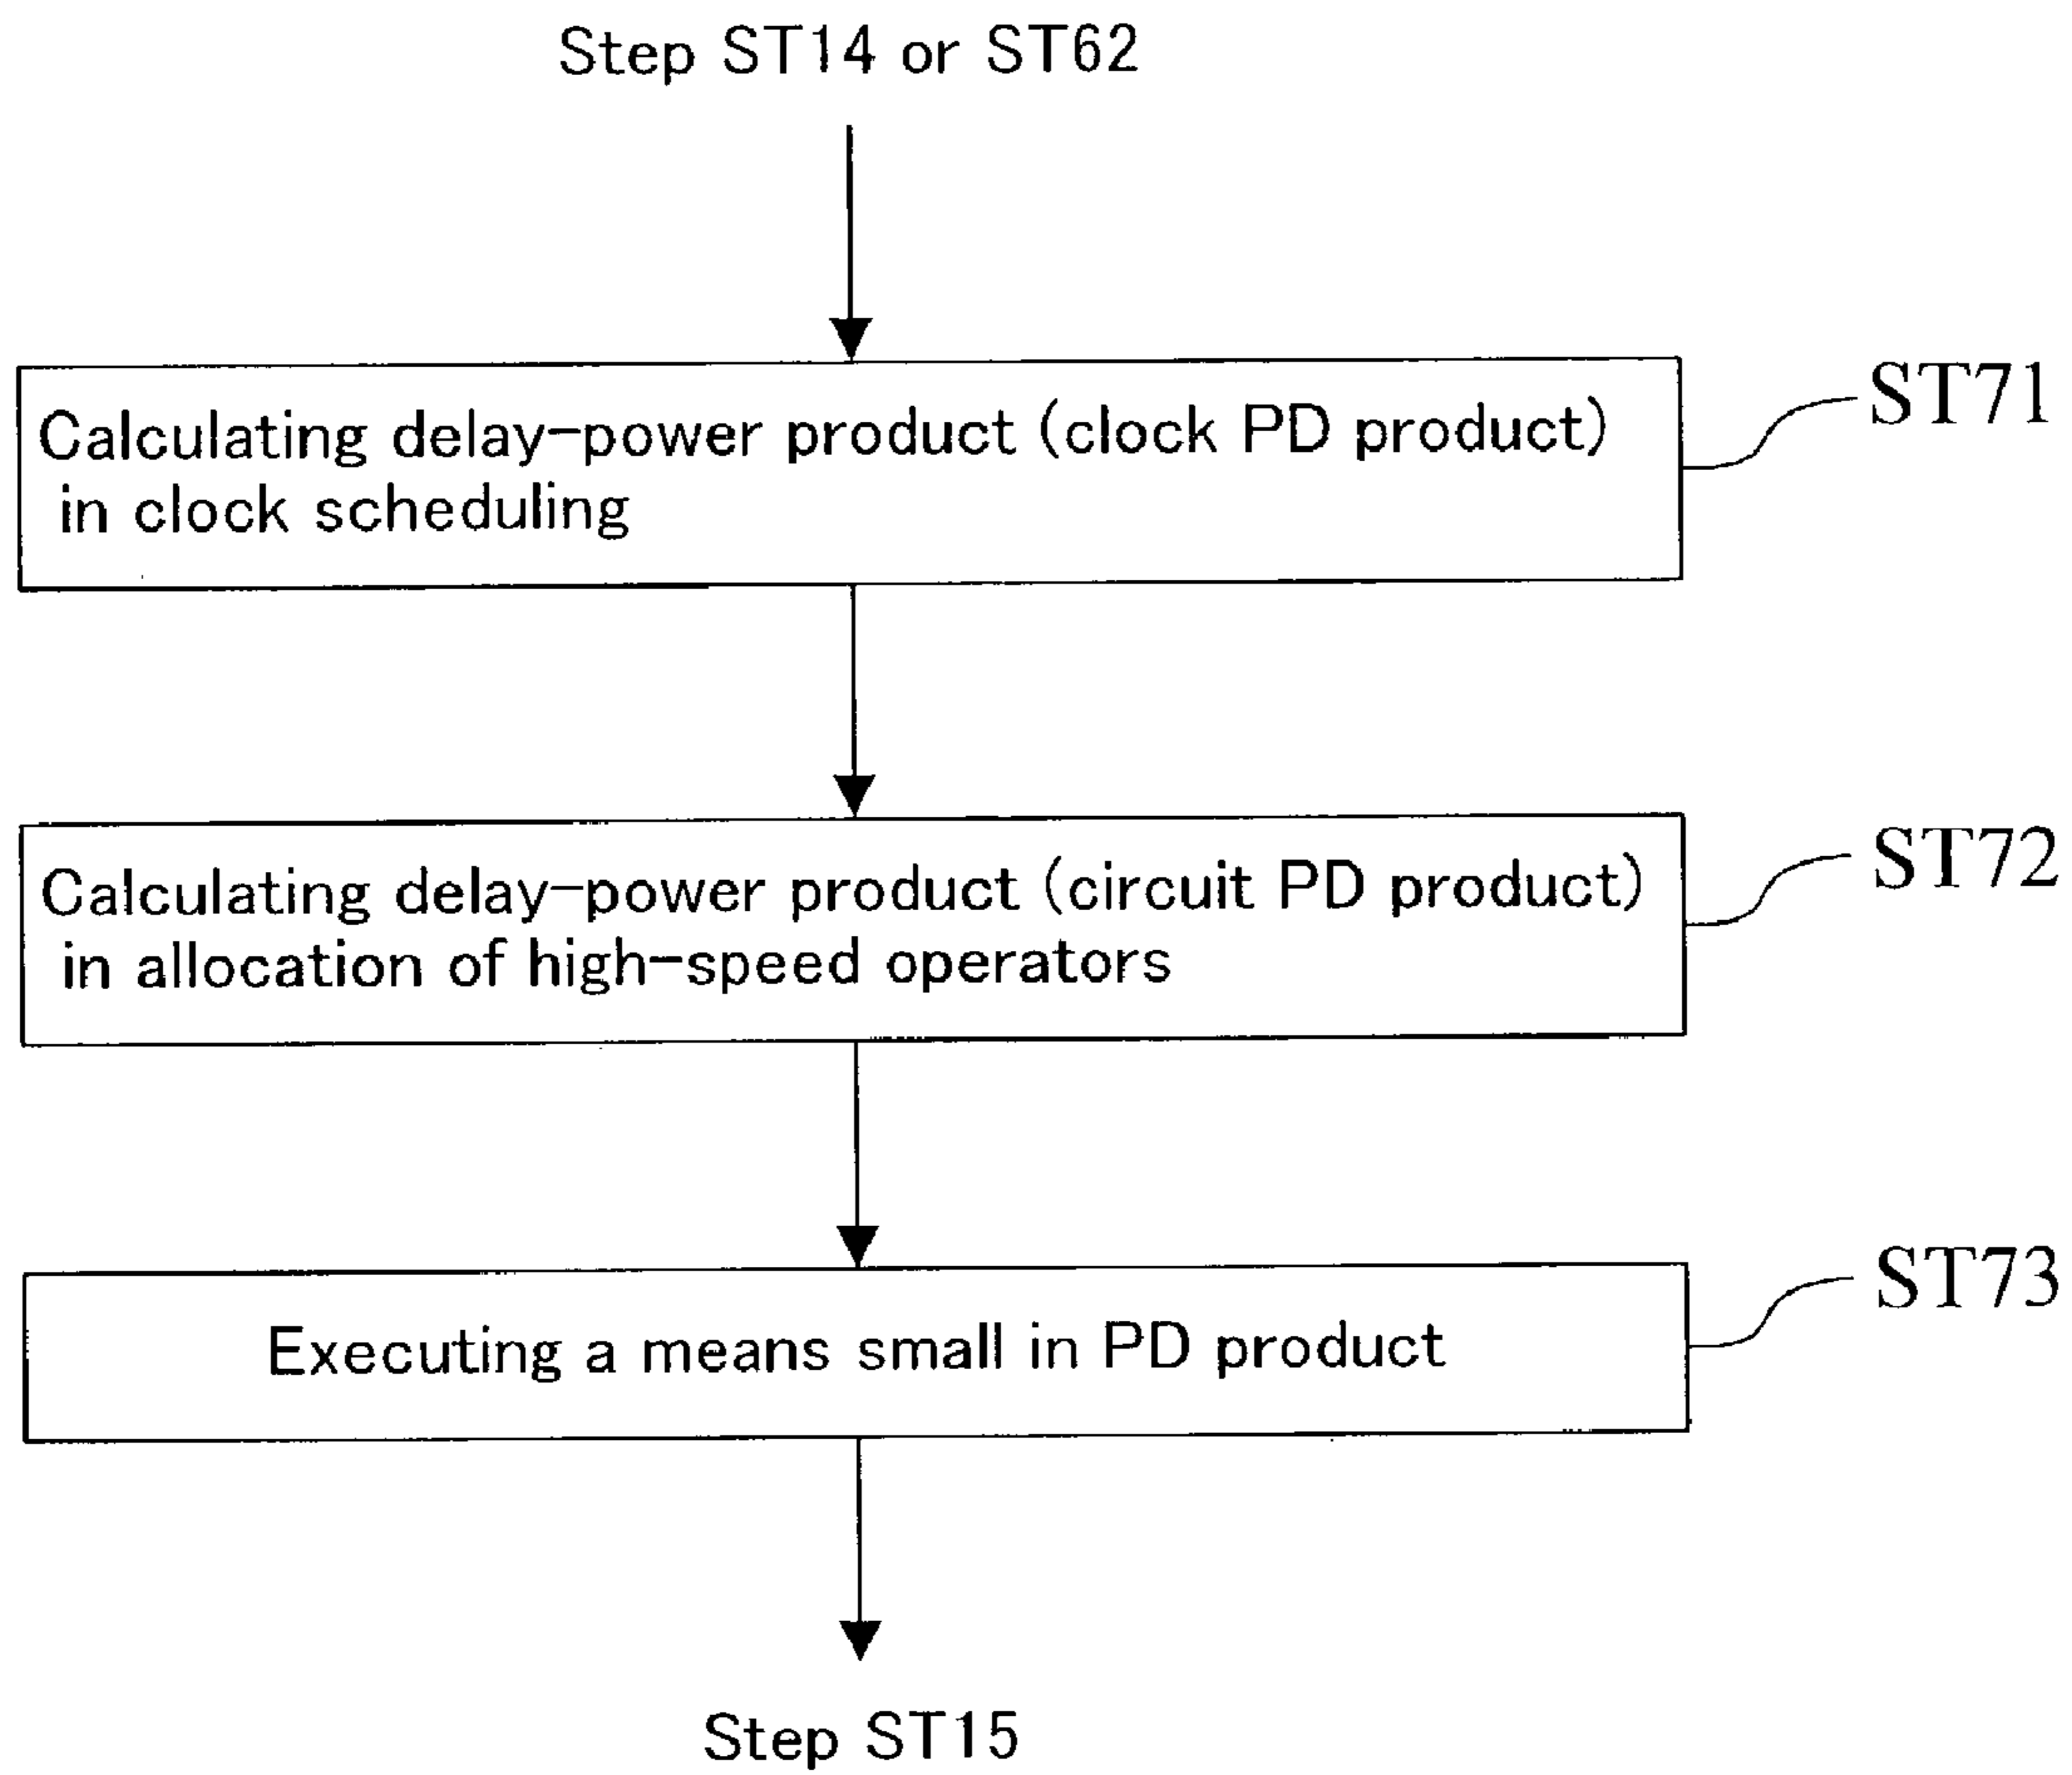 Step ST14 or ST62
ST71
Calculating delay-power product (clock PD product)
in clock scheduling
ST72
Calculating delay-power product (circuit PD product)
in allocation of high-speed operators
ST73
Executing a means small in PD product
Step ST15